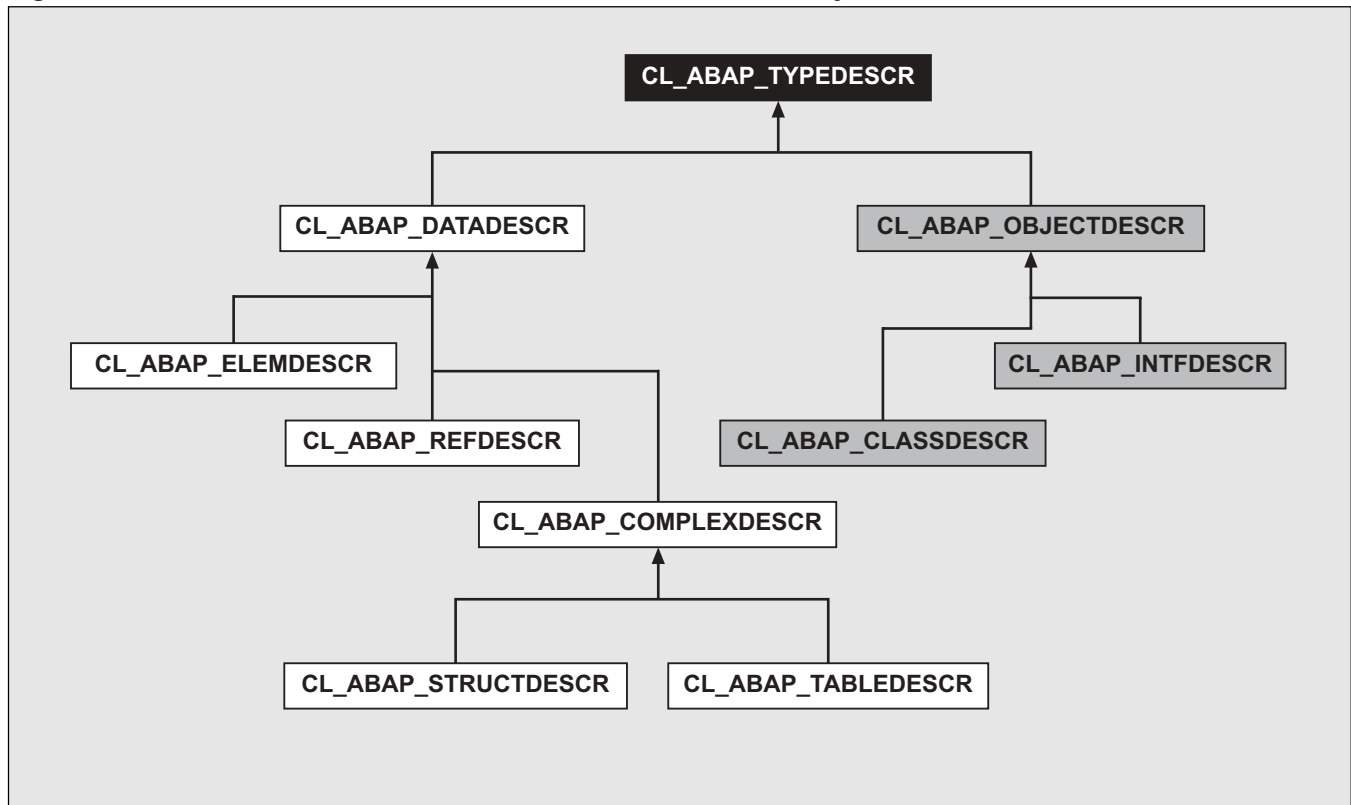 CL_ABAP_TYPEDESCR
CL_ABAP_DATADESCR
CL_ABAP_OBJECTDESCR
CL_ABAP_ELEMDESCR
CL_ABAP_INTFDESCR
CL_ABAP_REFDESCR
CL_ABAP_CLASSDESCR
CL_ABAP_COMPLEXDESCR
CL_ABAP_STRUCTDESCR
CL_ABAP_TABLEDESCR